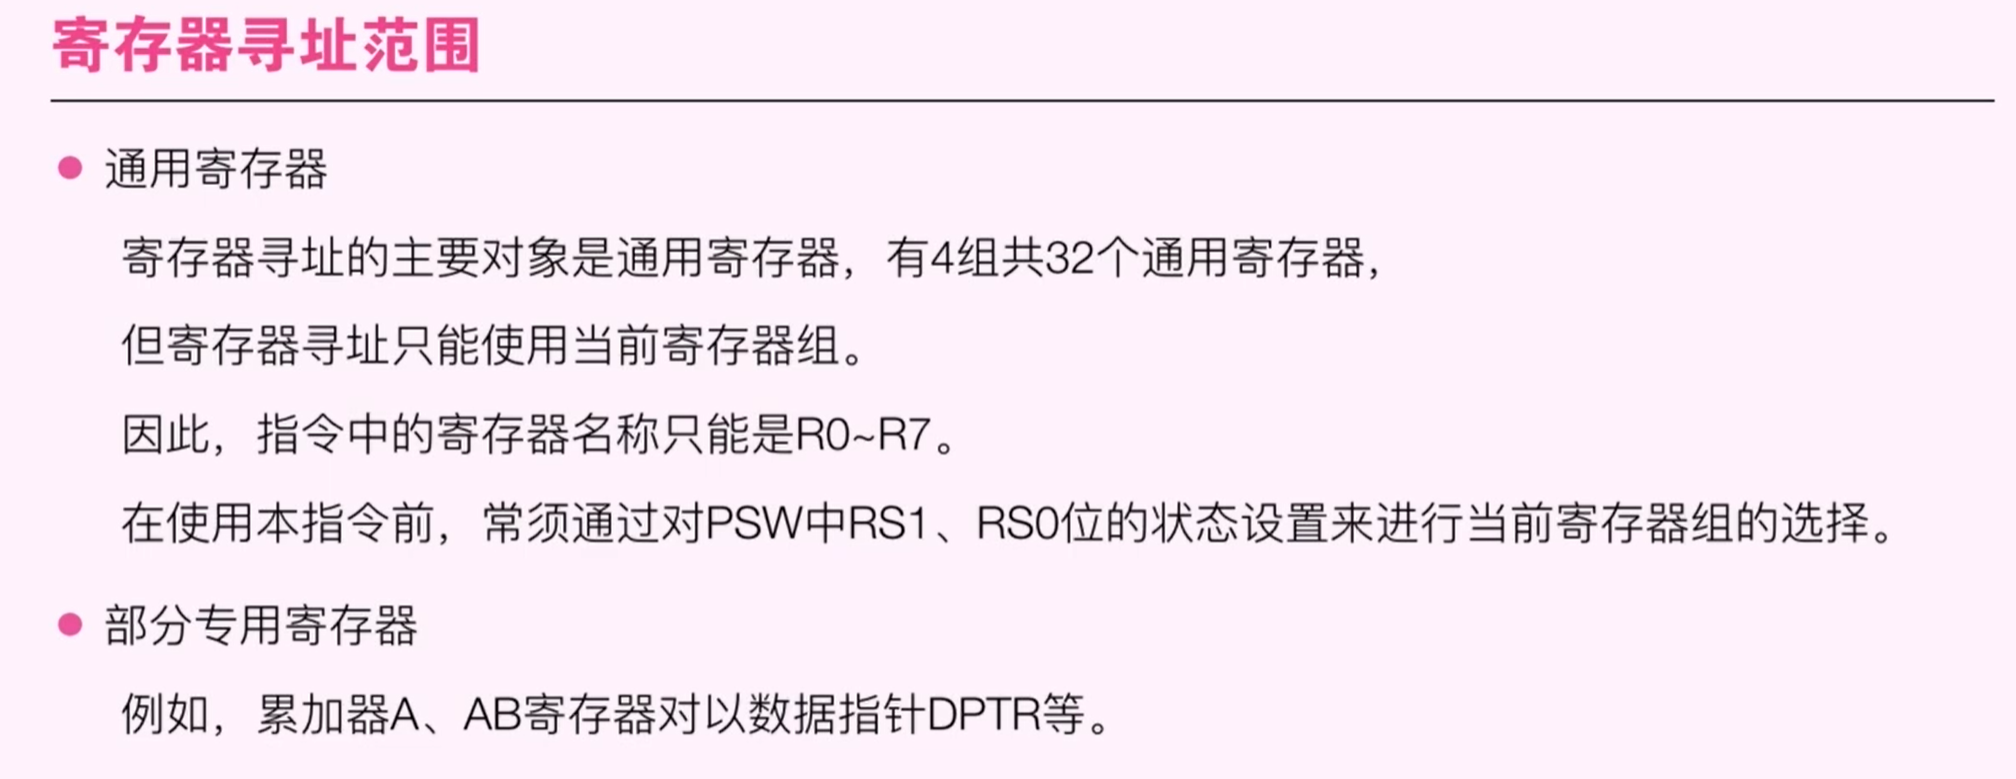 寄存器寻址范围
● 通用寄存器
寄存器寻址的主要对象是通用寄存器，有4组共32个通用寄存器，
但寄存器寻址只能使用当前寄存器组。
因此，指令中的寄存器名称只能是R0~R7。
在使用本指令前，常须通过对PSW中RS1、RS0位的状态设置来进行当前寄存器组的选择。
● 部分专用寄存器
例如，累加器A、AB寄存器对以数据指针DPTR等。